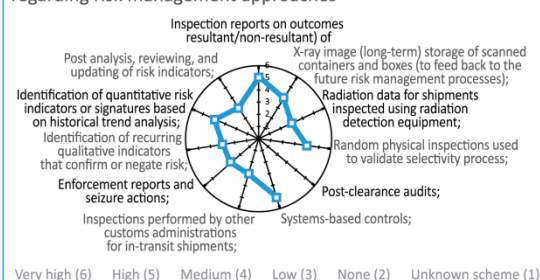 regarding risk management approaches
Inspection reports on outcomes
resultant/non-resultant) of
X-ray image (long-term) storage of scanned
containers and boxes (to feed back to the
future risk management processes);
Radiation data for shipments
inspected using radiation
detection equipment;
Random physical inspections used
to validate selectivity process;
Post-clearance audits;
Systems-based controls;
Inspections performed by other
customs administrations
for in-transit shipments;
Enforcement reports and
seizure actions;
Identification of recurring
qualitative indicators
that confirm or negate risk;
Identification of quantitative risk
indicators or signatures based
on historical trend analysis;
Post analysis, reviewing, and
updating of risk indicators;
6
5
4
3
2
1
Very high (6) High (5) Medium (4) Low (3) None (2) Unknown scheme (1)